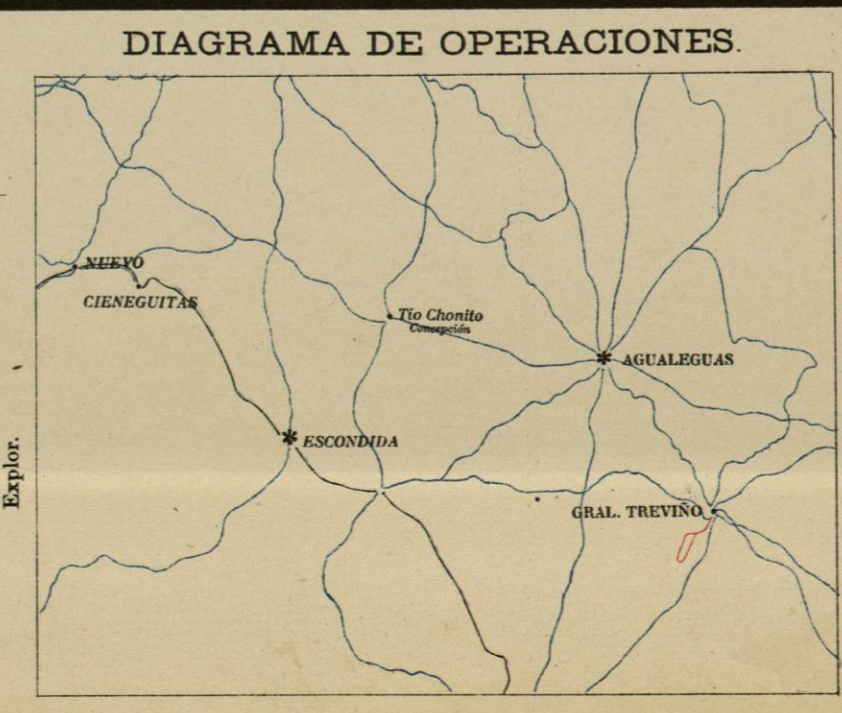 DIAGRAMA DE OPERACIONES.
NUEVO
CIENEGUITAS
Tío Chonito
Concepción
AGUALEGUAS
* ESCONDIDA
GRAL. TREVIÑO
Explor.